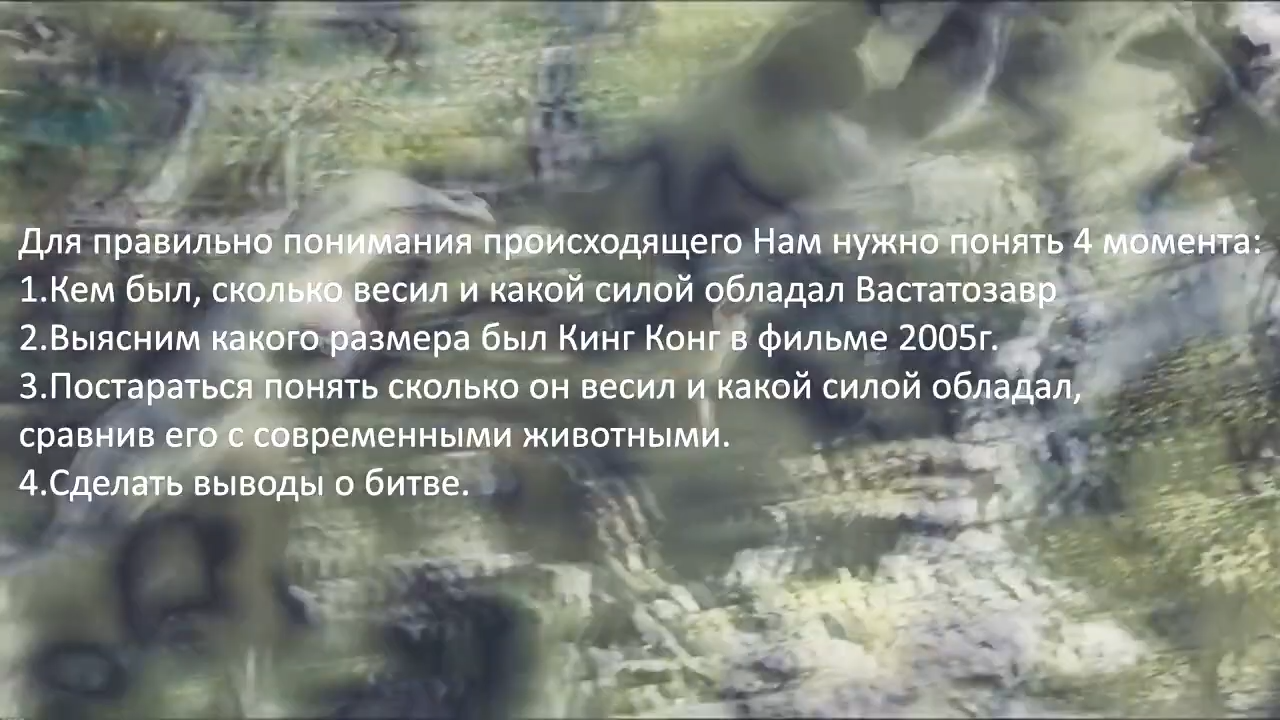 Для правильно понимания происходящего Нам нужно понять 4 момента:
1.Кем был, сколько весил и какой силой обладал Вастатозавр
2.Выясним какого размера был Кинг Конг в фильме 2005г.
3.Постараться понять сколько он весил и какой силой обладал,
сравнив его с современными животными.
4.Сделать выводы о битве.